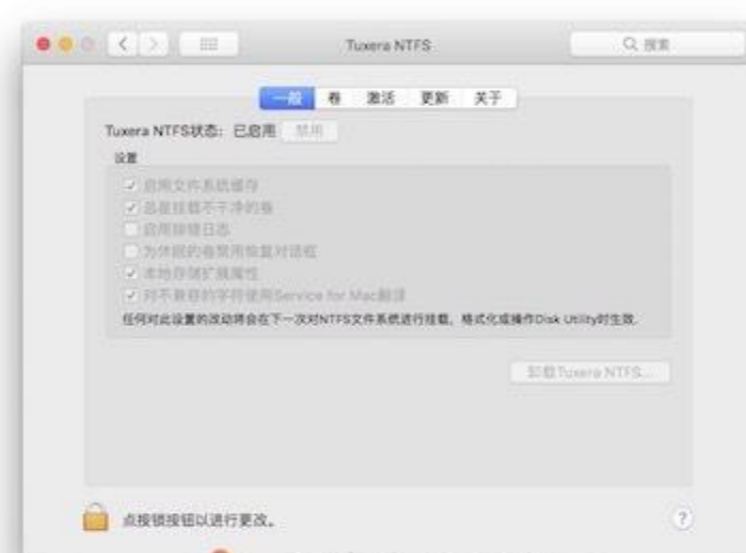 Tuxera NTFS
搜索
一般 卷 激活 更新 关于
Tuxera NTFS状态: 已启用 禁用
设置
启用文件系统缓存
总是挂载不干净的卷
启用除错日志
为休眠的卷禁用恢复对话框
本地存储扩展属性
对不兼容的字符使用Service for Mac翻译
任何对此设置的改动将会在下一次对NTFS文件系统进行挂载，格式化或操作Disk Utility时生效.
卸载Tuxera NTFS...
点按锁按钮以进行更改。
?